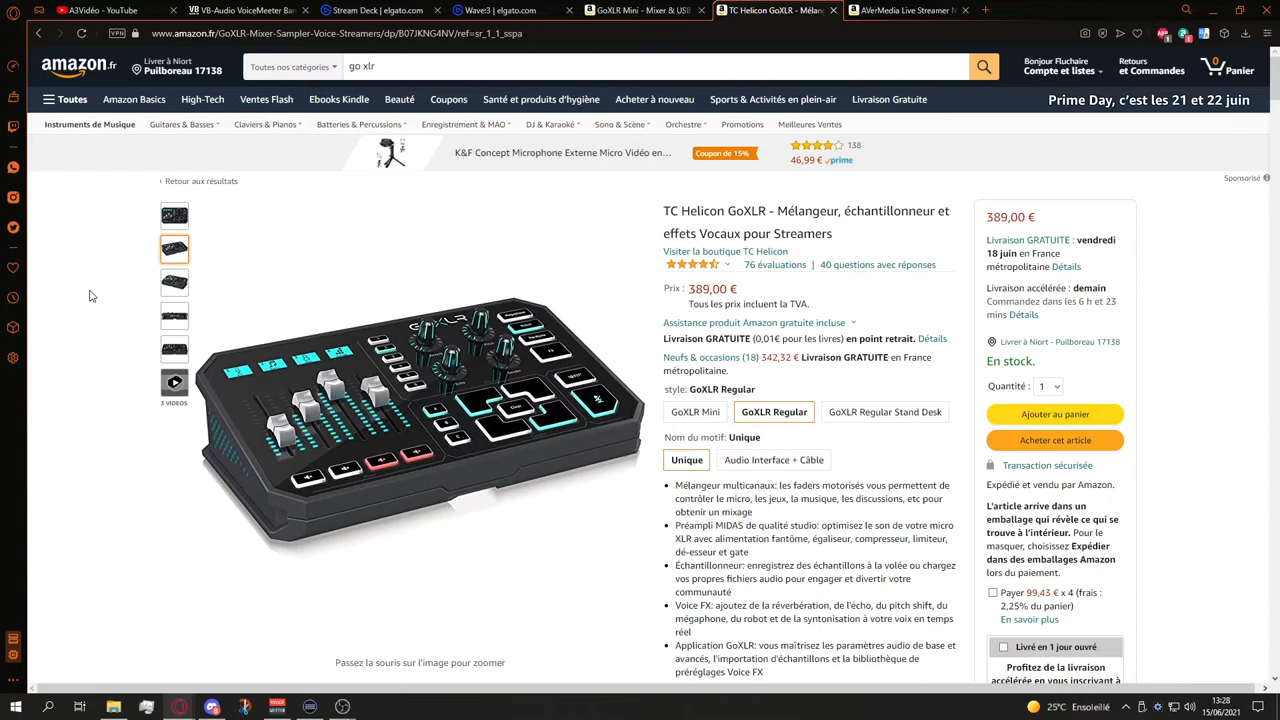 A3Vidéo - YouTube
VB VB-Audio VoiceMeeter Ban
Stream Deck | elgato.com
Wave:3 | elgato.com
GoXLR Mini - Mixer & USB
TC Helicon GoXLR - Mélang
AVerMedia Live Streamer N
VPN
www.amazon.fr/GoXLR-Mixer-Sampler-Voice-Streamers/dp/B07JKNG4NV/ref=sr_1_1_sspa
amazon.fr
Livrer à Niort -
Puilboreau 17138
Toutes nos catégories
go xlr
Bonjour Fluchaire
Compte et listes
Retours
et Commandes
0
Panier
Toutes
Amazon Basics
High-Tech
Ventes Flash
Ebooks Kindle
Beauté
Coupons
Santé et produits d'hygiène
Acheter à nouveau
Sports & Activités en plein-air
Livraison Gratuite
Prime Day, c'est les 21 et 22 juin
Instruments de Musique
Guitares & Basses
Claviers & Pianos
Batteries & Percussions
Enregistrement & MAO
DJ & Karaoké
Sono & Scène
Orchestre
Promotions
Meilleures Ventes
K&F Concept Microphone Externe Micro Vidéo en...
Coupon de 15%
138
46,99 € prime
‹ Retour aux résultats
Sponsorisé
3 VIDEOS
GOXLR
Passez la souris sur l'image pour zoomer
TC Helicon GoXLR - Mélangeur, échantillonneur et
effets Vocaux pour Streamers
Visiter la boutique TC Helicon
76 évaluations | 40 questions avec réponses
Prix : 389,00 €
Tous les prix incluent la TVA.
Assistance produit Amazon gratuite incluse
Livraison GRATUITE (0,01€ pour les livres) en point retrait. Détails
Neufs & occasions (18) 342,32 € Livraison GRATUITE en France
métropolitaine.
style: GoXLR Regular
GoXLR Mini
GoXLR Regular
GoXLR Regular Stand Desk
Nom du motif: Unique
Unique
Audio Interface + Câble
• Mélangeur multicanaux: les faders motorisés vous permettent de
contrôler le micro, les jeux, la musique, les discussions, etc pour
obtenir un mixage
• Préampli MIDAS de qualité studio: optimisez le son de votre micro
XLR avec alimentation fantôme, égaliseur, compresseur, limiteur,
dé-esseur et gate
• Échantillonneur: enregistrez des échantillons à la volée ou chargez
vos propres fichiers audio pour engager et divertir votre
communauté
• Voice FX: ajoutez de la réverbération, de l'écho, du pitch shift, du
mégaphone, du robot et de la syntonisation à votre voix en temps
réel
• Application GoXLR: vous maîtrisez les paramètres audio de base et
avancés, l'importation d'échantillons et la bibliothèque de
préréglages Voice FX
389,00 €
Livraison GRATUITE : vendredi
18 juin en France
métropolitaine Détails
Livraison accélérée : demain
Commandez dans les 6 h et 23
mins Détails
Livrer à Niort - Puilboreau 17138
En stock.
Quantité : 1
Ajouter au panier
Acheter cet article
Transaction sécurisée
Expédié et vendu par Amazon.
L'article arrive dans un
emballage qui révèle ce qui se
trouve à l'intérieur. Pour le
masquer, choisissez Expédier
dans des emballages Amazon
lors du paiement.
Payer 99,43 € x 4 (frais :
2,25% du panier)
En savoir plus
Livré en 1 jour ouvré
Profitez de la livraison
accélérée en vous inscrivant à
25°C Ensoleillé
13:28
15/06/2021